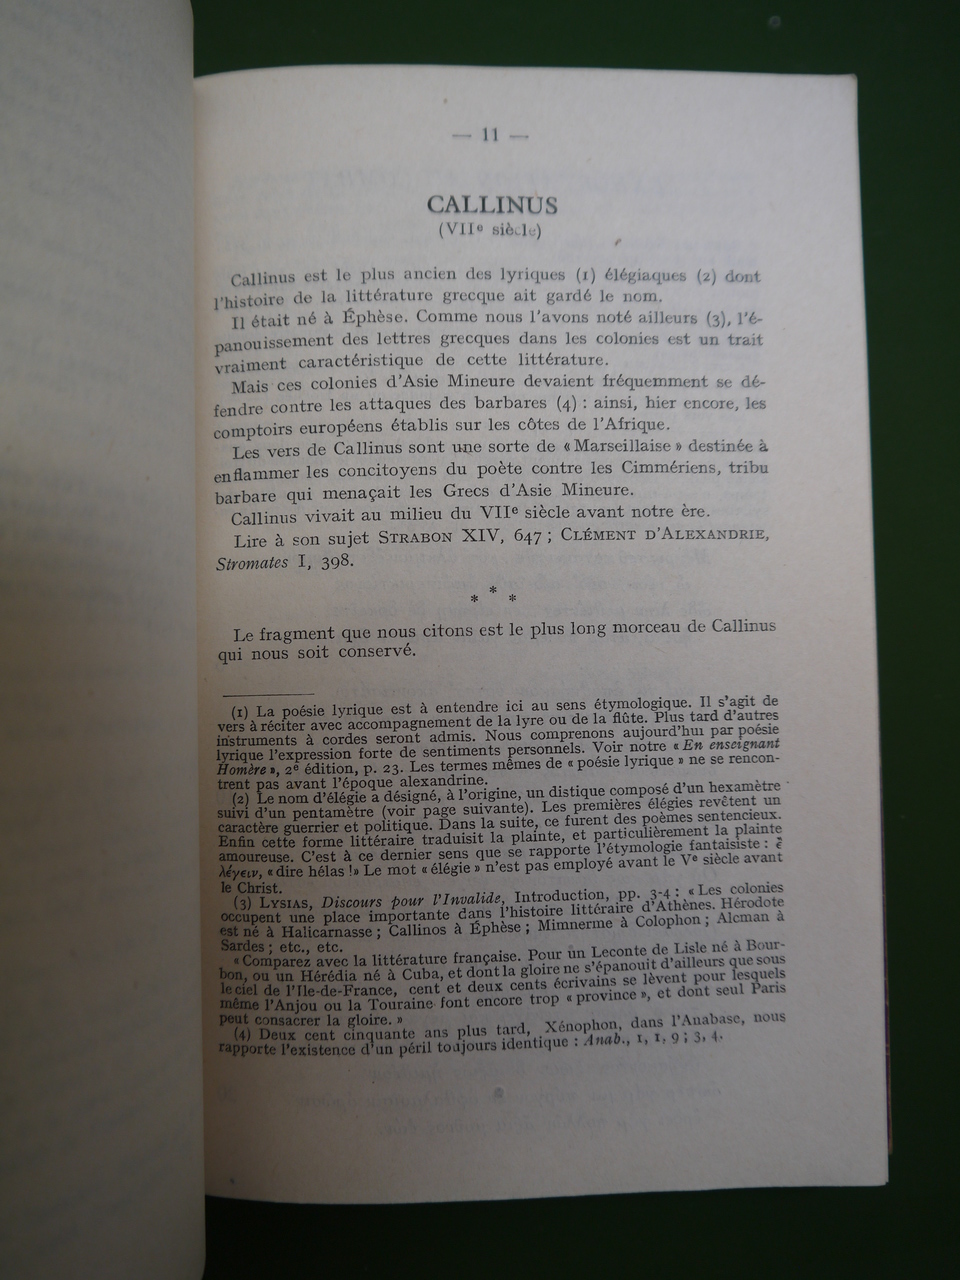 — 11 —
CALLINUS
(VIIe siècle)
Callinus est le plus ancien des lyriques (1) élégiaques (2) dont
l'histoire de la littérature grecque ait gardé le nom.
Il était né à Éphèse. Comme nous l'avons noté ailleurs (3), l'é-
panouissement des lettres grecques dans les colonies est un trait
vraiment caractéristique de cette littérature.
Mais ces colonies d'Asie Mineure devaient fréquemment se dé-
fendre contre les attaques des barbares (4) : ainsi, hier encore, les
comptoirs européens établis sur les côtes de l'Afrique.
Les vers de Callinus sont une sorte de « Marseillaise » destinée à
enflammer les concitoyens du poète contre les Cimmériens, tribu
barbare qui menaçait les Grecs d'Asie Mineure.
Callinus vivait au milieu du VIIe siècle avant notre ère.
Lire à son sujet STRABON XIV, 647 ; CLÉMENT D'ALEXANDRIE,
Stromates I, 398.
* * *
Le fragment que nous citons est le plus long morceau de Callinus
qui nous soit conservé.
(1) La poésie lyrique est à entendre ici au sens étymologique. Il s'agit de
vers à réciter avec accompagnement de la lyre ou de la flûte. Plus tard d'autres
instruments à cordes seront admis. Nous comprenons aujourd'hui par poésie
lyrique l'expression forte de sentiments personnels. Voir notre « En enseignant
Homère », 2e édition, p. 23. Les termes mêmes de « poésie lyrique » ne se rencon-
trent pas avant l'époque alexandrine.
(2) Le nom d'élégie a désigné, à l'origine, un distique composé d'un hexamètre
suivi d'un pentamètre (voir page suivante). Les premières élégies revêtent un
caractère guerrier et politique. Dans la suite, ce furent des poèmes sentencieux.
Enfin cette forme littéraire traduisit la plainte, et particulièrement la plainte
amoureuse. C'est à ce dernier sens que se rapporte l'étymologie fantaisiste : ἒ
λέγειν, « dire hélas !» Le mot « élégie » n'est pas employé avant le Ve siècle avant
le Christ.
(3) LYSIAS, Discours pour l'Invalide, Introduction, pp. 3-4 : « Les colonies
occupent une place importante dans l'histoire littéraire d'Athènes. Hérodote
est né à Halicarnasse ; Callinos à Éphèse ; Mimnerme à Colophon ; Alcman à
Sardes ; etc., etc.
« Comparez avec la littérature française. Pour un Leconte de Lisle né à Bour-
bon, ou un Hérédia né à Cuba, et dont la gloire ne s'épanouit d'ailleurs que sous
le ciel de l'Ile-de-France, cent et deux cents écrivains se lèvent pour lesquels
même l'Anjou ou la Touraine font encore trop « province », et dont seul Paris
peut consacrer la gloire. »
(4) Deux cent cinquante ans plus tard, Xénophon, dans l'Anabase, nous
rapporte l'existence d'un péril toujours identique : Anab., 1, 1, 9 ; 3, 4.